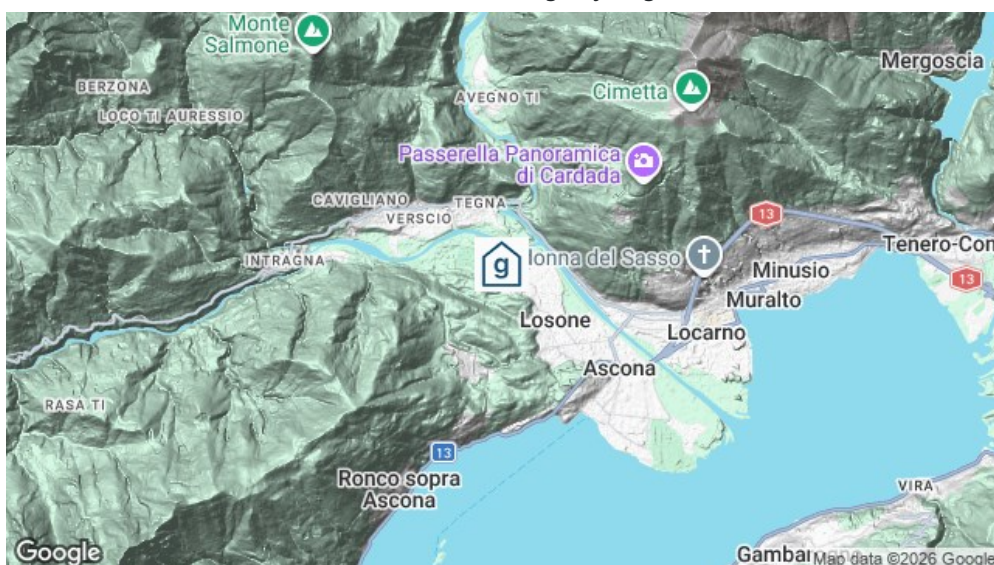 Monte
Salmone
Mergoscia
BERZONA
Cimetta
AVEGNO TI
LOCO TI AURESSIO
Passerella Panoramica
di Cardada
CAVIGLIANO
TEGNA
VERSCIO
13
INTRAGNA
g
onna del Sasso
Tenero-Con
Minusio
13
Muralto
Losone
Locarno
Ascona
RASA TI
13
Ronco sopra
Ascona
VIRA
Google
Gambar
Map data ©2026 Google